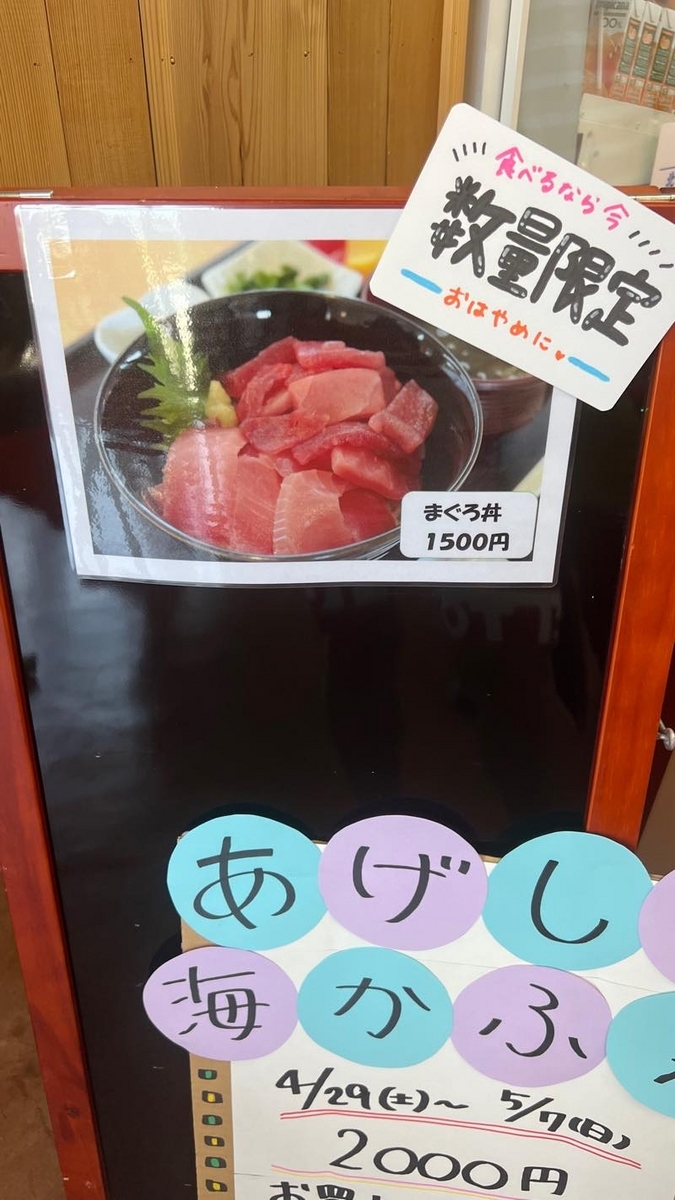 食べるなら今
数量限定
おはやめに♥
まぐろ丼
1500円
あげし
海かふ
4/29(土)～5/7(日)
2000円
お買